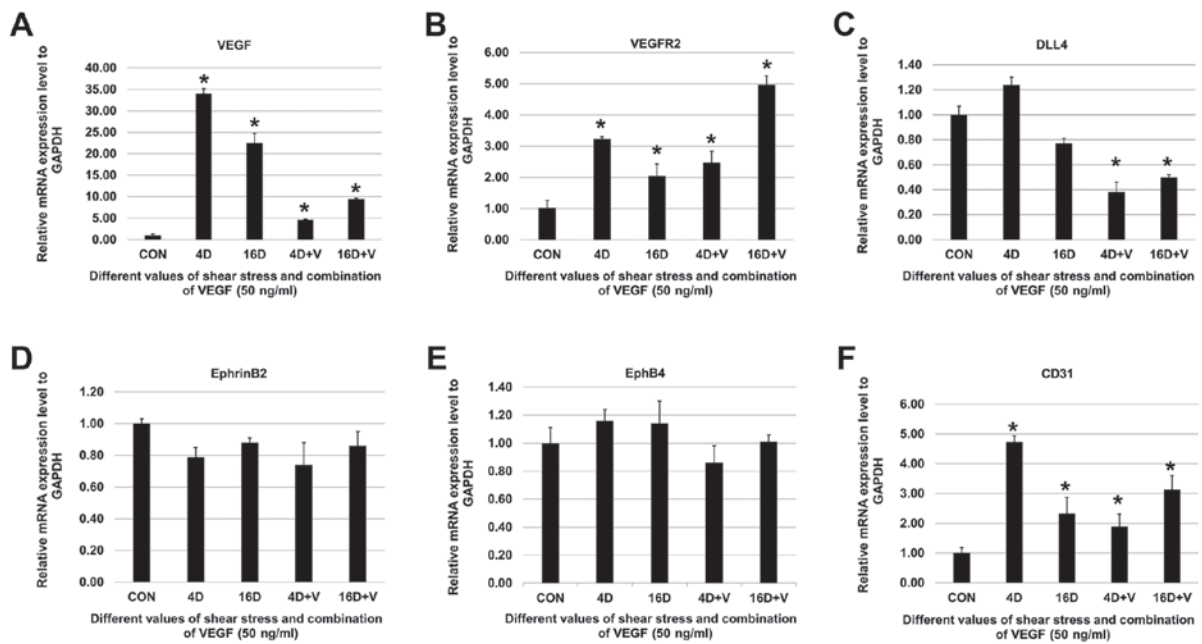 A
VEGF
Relative mRNA expression level to
GAPDH
40.00
35.00
30.00
25.00
20.00
15.00
10.00
5.00
0.00
*
*
*
*
CON 4D 16D 4D+V 16D+V
Different values of shear stress and combination
of VEGF (50 ng/ml)
B
VEGFR2
Relative mRNA expression level to
GAPDH
6.00
5.00
4.00
3.00
2.00
1.00
0.00
*
*
*
*
CON 4D 16D 4D+V 16D+V
Different values of shear stress and combination
of VEGF (50 ng/ml)
C
DLL4
Relative mRNA expression level to
GAPDH
1.40
1.20
1.00
0.80
0.60
0.40
0.20
0.00
*
*
CON 4D 16D 4D+V 16D+V
Different values of shear stress and combination
of VEGF (50 ng/ml)
D
EphrinB2
Relative mRNA expression level to
GAPDH
1.20
1.00
0.80
0.60
0.40
0.20
0.00
CON 4D 16D 4D+V 16D+V
Different values of shear stress and combination
of VEGF (50 ng/ml)
E
EphB4
Relative mRNA expression level to
GAPDH
1.40
1.20
1.00
0.80
0.60
0.40
0.20
0.00
CON 4D 16D 4D+V 16D+V
Different values of shear stress and combination
of VEGF (50 ng/ml)
F
CD31
Relative mRNA expression level to
GAPDH
6.00
5.00
4.00
3.00
2.00
1.00
0.00
*
*
*
*
CON 4D 16D 4D+V 16D+V
Different values of shear stress and combination
of VEGF (50 ng/ml)